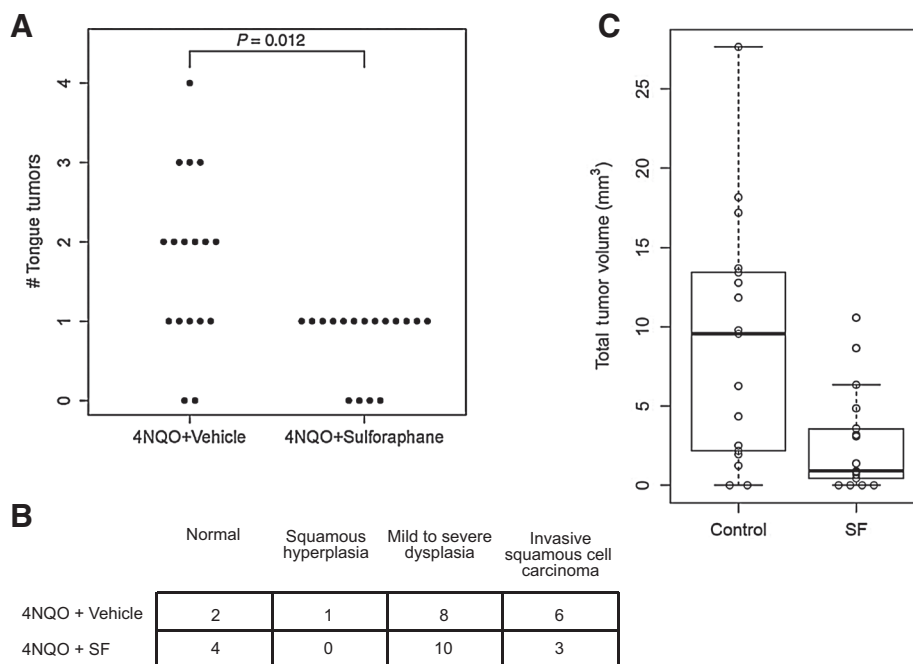 A
P = 0.012
# Tongue tumors
4
3
2
1
0
4NQO+Vehicle
4NQO+Sulforaphane
C
Total tumor volume (mm³)
25
20
15
10
5
0
Control
SF
B
Normal
Squamous
hyperplasia
Mild to severe
dysplasia
Invasive
squamous cell
carcinoma
4NQO + Vehicle 2 1 8 6
4NQO + SF 4 0 10 3